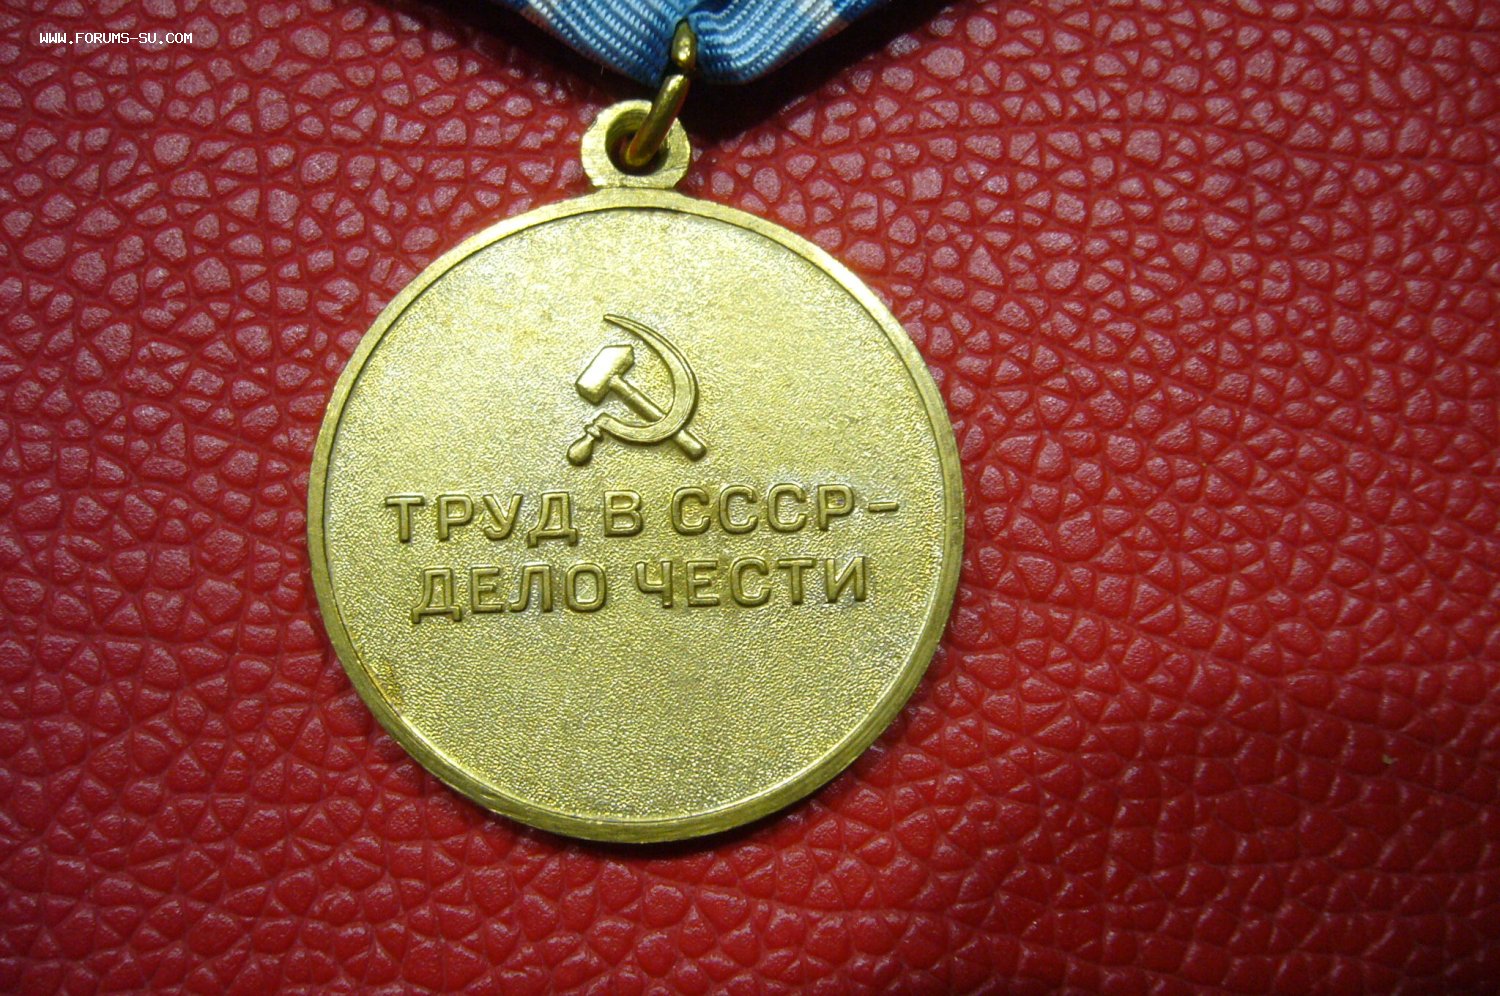 WWW.FORUMS-SU.COM
ТРУД В СССР-
ДЕЛО ЧЕСТИ